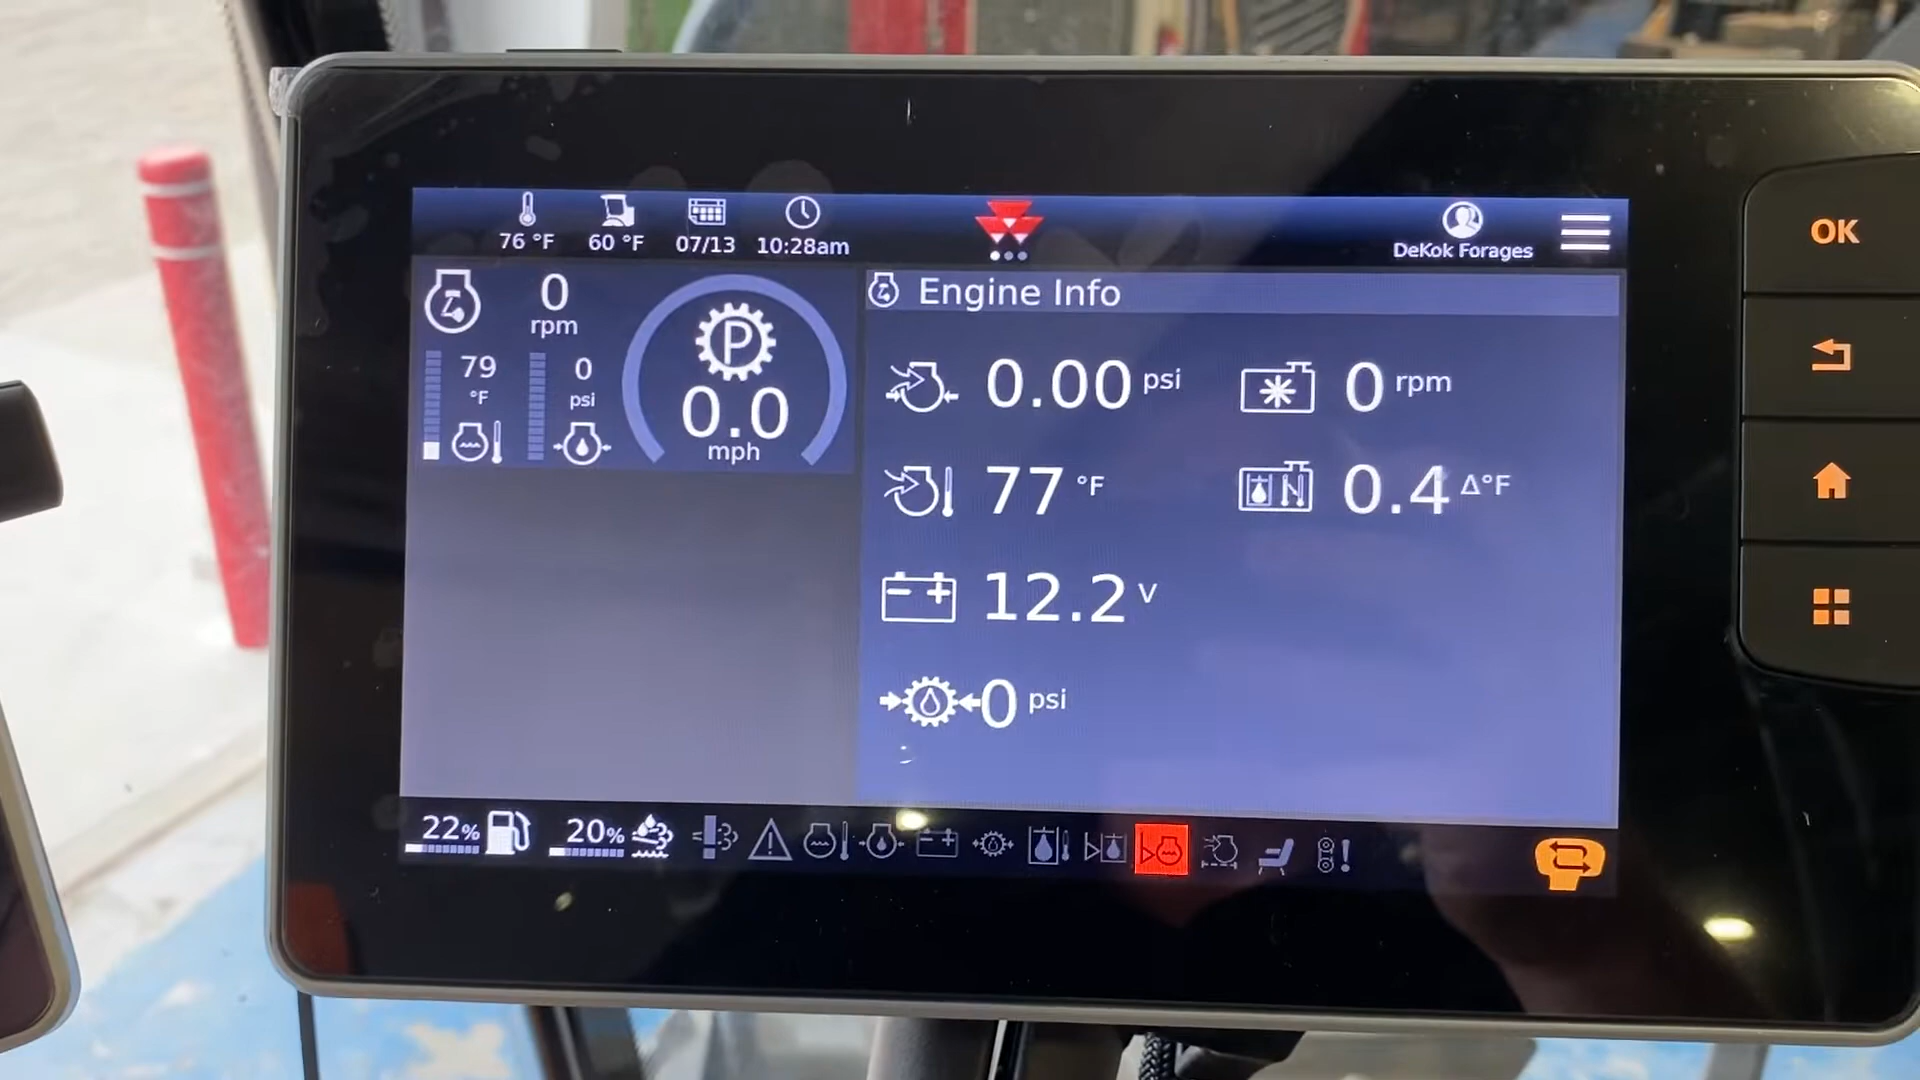 76 °F 60 °F 07/13 10:28am
DeKok Forages
0
rpm
79
°F
0
psi
P
0.0
mph
Engine Info
0.00 psi
0 rpm
77 °F
0.4 Δ°F
12.2 V
0 psi
22%
20%
OK